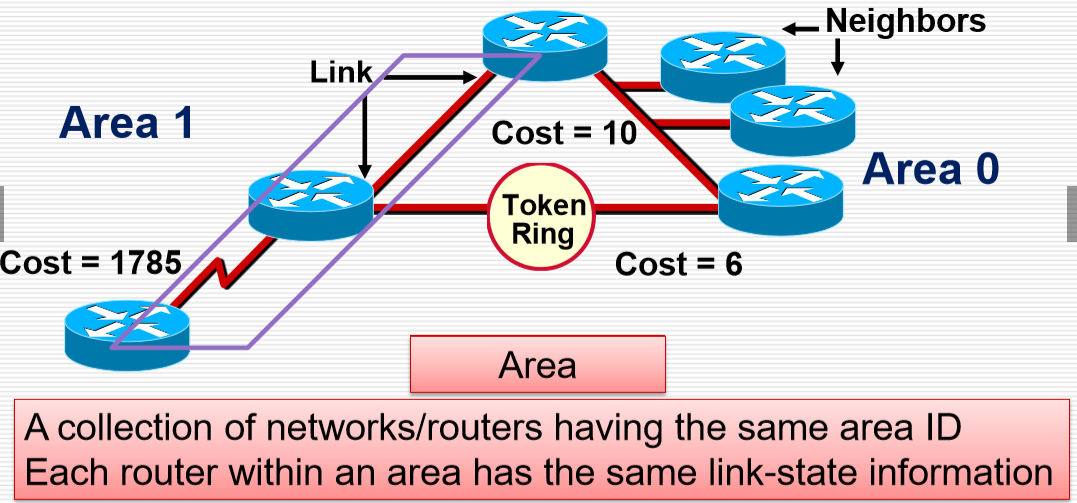 Neighbors
Link
Area 1
Cost = 10
Area 0
Token
Ring
Cost = 1785
Cost = 6
Area
A collection of networks/routers having the same area ID
Each router within an area has the same link-state information